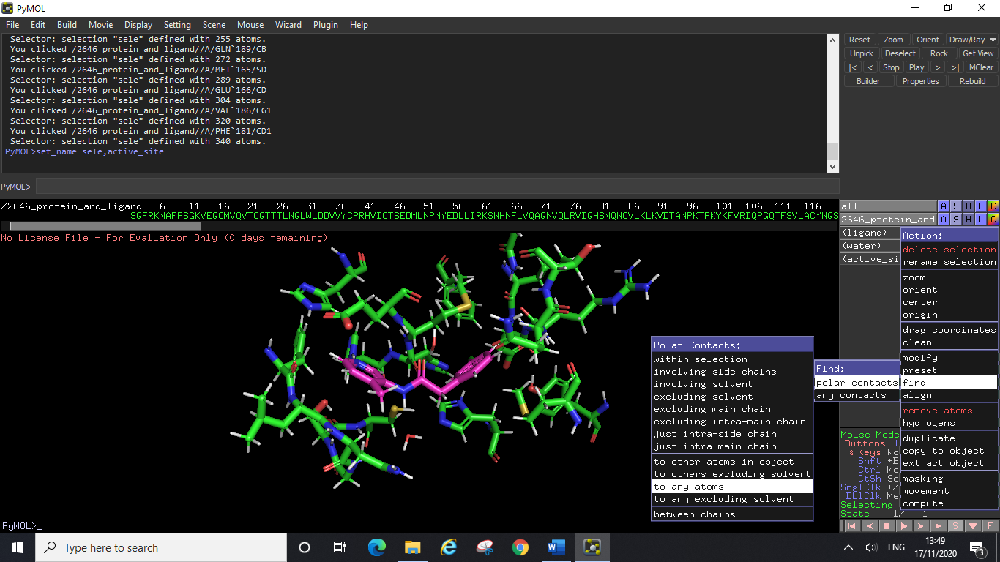 PyMOL
File Edit Build Movie Display Setting Scene Mouse Wizard Plugin Help
Selector: selection "sele" defined with 255 atoms.
You clicked /2646_protein_and_ligand//A/GLN`189/CB
Selector: selection "sele" defined with 272 atoms.
You clicked /2646_protein_and_ligand//A/MET`165/SD
Selector: selection "sele" defined with 289 atoms.
You clicked /2646_protein_and_ligand//A/GLU`166/CD
Selector: selection "sele" defined with 304 atoms.
You clicked /2646_protein_and_ligand//A/VAL`186/CG1
Selector: selection "sele" defined with 320 atoms.
You clicked /2646_protein_and_ligand//A/PHE`181/CD1
Selector: selection "sele" defined with 340 atoms.
PyMOL>set_name sele,active_site
PyMOL>
Reset Zoom Orient Draw/Ray
Unpick Deselect Rock Get View
|< < Stop Play > >| MClear
Builder Properties Rebuild
/2646_protein_and_ligand 6 11 16 21 26 31 36 41 46 51 56 61 66 71 76 81 86 91 96 101 106 111 116
SGFRKMAFPSGKVEGCMVQVTCGTTTLNGLWLDDVVYCPRHVICTSEDMLNPNYEDLLIRKSNHNFLVQAGNVQLRVIGHSMQNCVLKLKVDTANPKTPKYKFVRIQPGQTFSVLACYNGS
No License File - For Evaluation Only (0 days remaining)
all A S H L C
2646_protein_and A S H L C
(ligand)
(water)
(active_si
Action:
delete selection
rename selection
zoom
orient
center
origin
drag coordinates
clean
modify
preset
find
align
remove atoms
hydrogens
duplicate
copy to object
extract object
masking
movement
compute
Find:
polar contacts
any contacts
Polar Contacts:
within selection
involving side chains
involving solvent
excluding solvent
excluding main chain
excluding intra-main chain
just intra-side chain
just intra-main chain
to other atoms in object
to others excluding solvent
to any atoms
to any excluding solvent
between chains
Mouse Mode
Buttons L
& Keys Ro
Shft +B
Ctrl Mo
CtSh Se
SnglClk +/
DblClk Me
Selecting
State 1/ 1
PyMOL>_
S F
Type here to search
ENG
13:49
17/11/2020
3